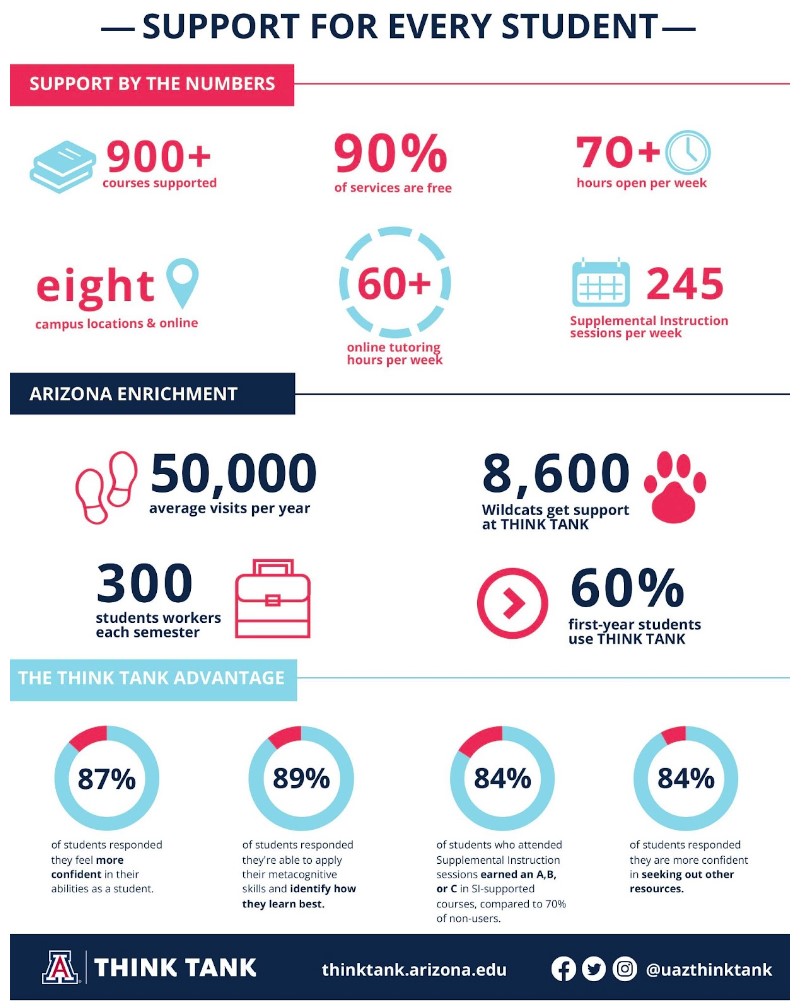 SUPPORT FOR EVERY STUDENT
SUPPORT BY THE NUMBERS
900+
courses supported
90%
of services are free
70+
hours open per week
eight
campus locations & online
60+
online tutoring
hours per week
245
Supplemental Instruction
sessions per week
ARIZONA ENRICHMENT
50,000
average visits per year
8,600
Wildcats get support
at THINK TANK
300
students workers
each semester
60%
first-year students
use THINK TANK
THE THINK TANK ADVANTAGE
87%
of students responded
they feel more
confident in their
abilities as a student.
89%
of students responded
they're able to apply
their metacognitive
skills and identify how
they learn best.
84%
of students who attended
Supplemental Instruction
sessions earned an A,B,
or C in SI-supported
courses, compared to 70%
of non-users.
84%
of students responded
they are more confident
in seeking out other
resources.
A THINK TANK
thinktank.arizona.edu
@uazthinktank